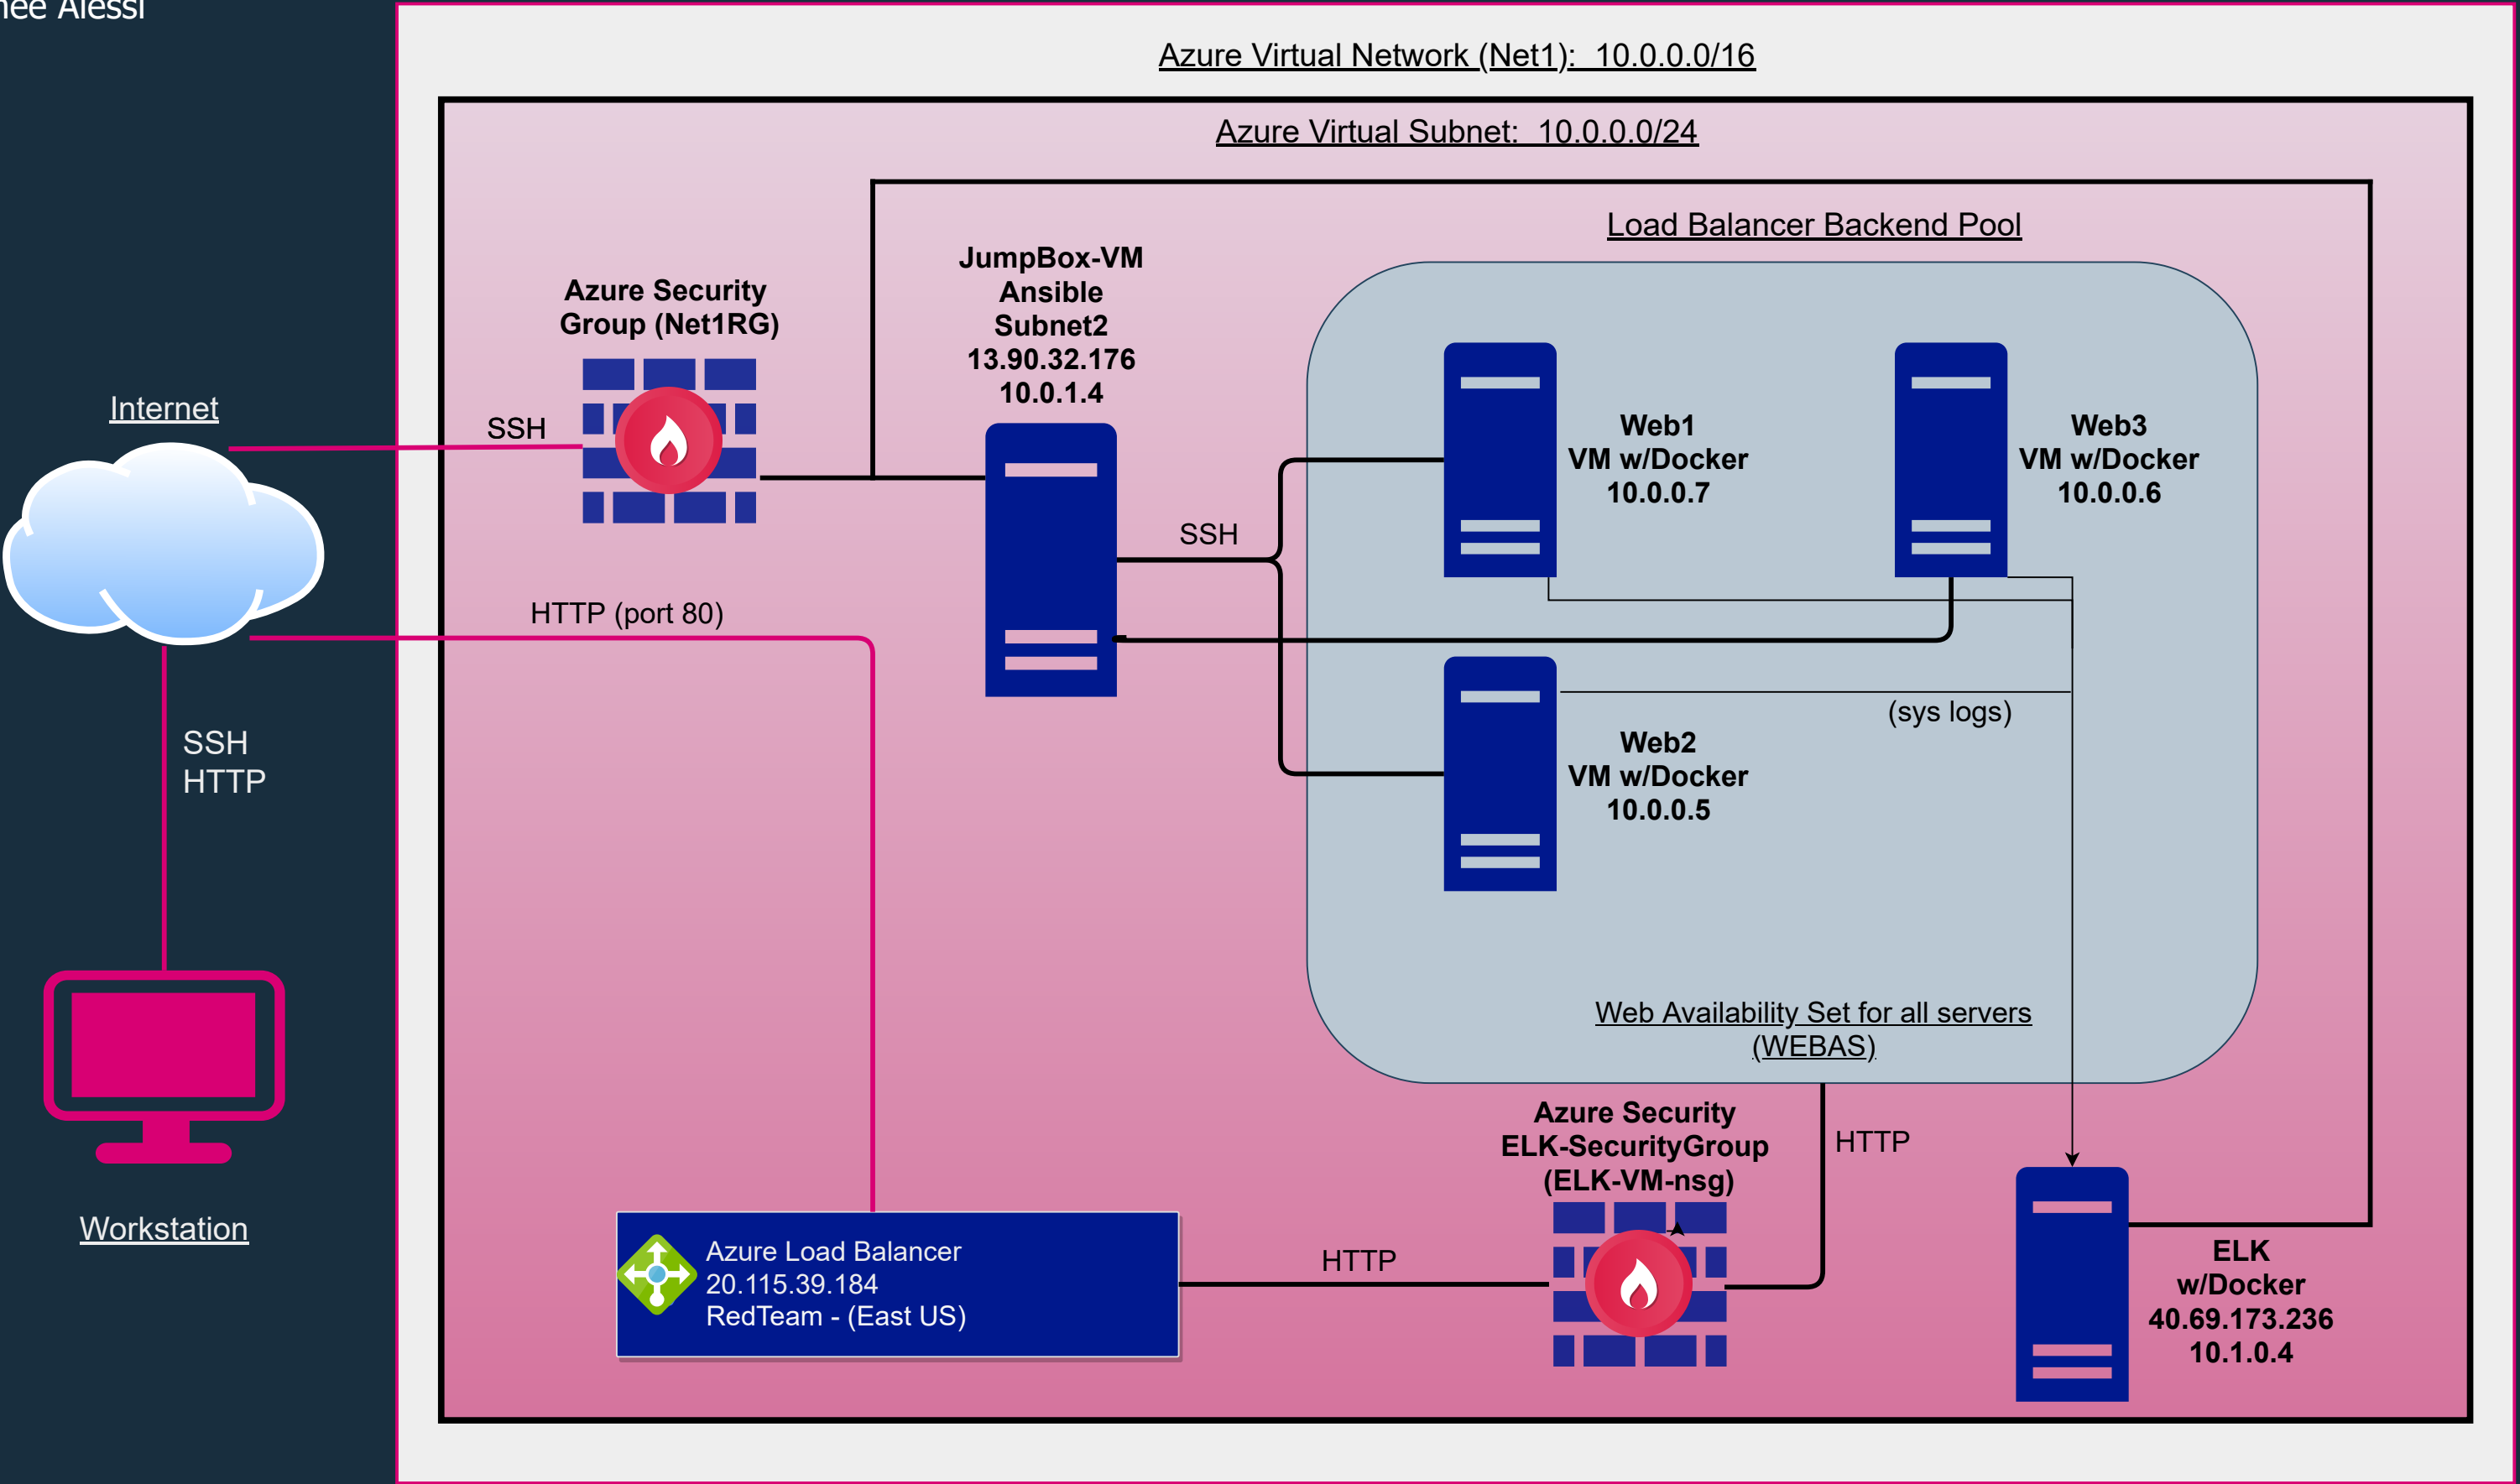 Alessi
Azure Virtual Network (Net1): 10.0.0.0/16
Azure Virtual Subnet: 10.0.0.0/24
Load Balancer Backend Pool
Azure Security
Group (Net1RG)
JumpBox-VM
Ansible
Subnet2
13.90.32.176
10.0.1.4
Internet
SSH
Web1
VM w/Docker
10.0.0.7
Web3
VM w/Docker
10.0.0.6
SSH
HTTP (port 80)
SSH
HTTP
(sys logs)
Web2
VM w/Docker
10.0.0.5
Web Availability Set for all servers
(WEBAS)
Azure Security
ELK-SecurityGroup
(ELK-VM-nsg)
HTTP
Workstation
Azure Load Balancer
20.115.39.184
RedTeam - (East US)
HTTP
ELK
w/Docker
40.69.173.236
10.1.0.4